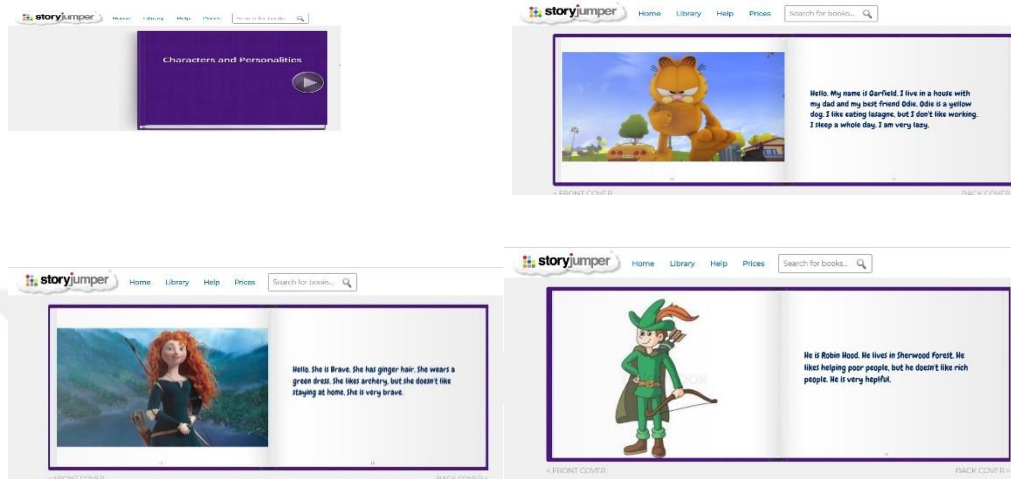 storyjumper
Home Library Help Prices Search for books...
Characters and Personalities
storyjumper
Home Library Help Prices Search for books...
Hello. My name is Garfield. I live in a house with
my dad and my best friend Odie. Odie is a yellow
dog. I like eating lasagne, but I don't like working.
I sleep a whole day. I am very lazy.
< FRONT COVER BACK COVER >
storyjumper
Home Library Help Prices Search for books...
Hello. She is Brave. She has ginger hair. She wears a
green dress. She likes archery, but she doesn't like
staying at home. She is very brave.
< FRONT COVER BACK COVER >
storyjumper
Home Library Help Prices Search for books...
He is Robin Hood. He lives in Sherwood Forest. He
likes helping poor people, but he doesn't like rich
people. He is very heplful.
< FRONT COVER BACK COVER >